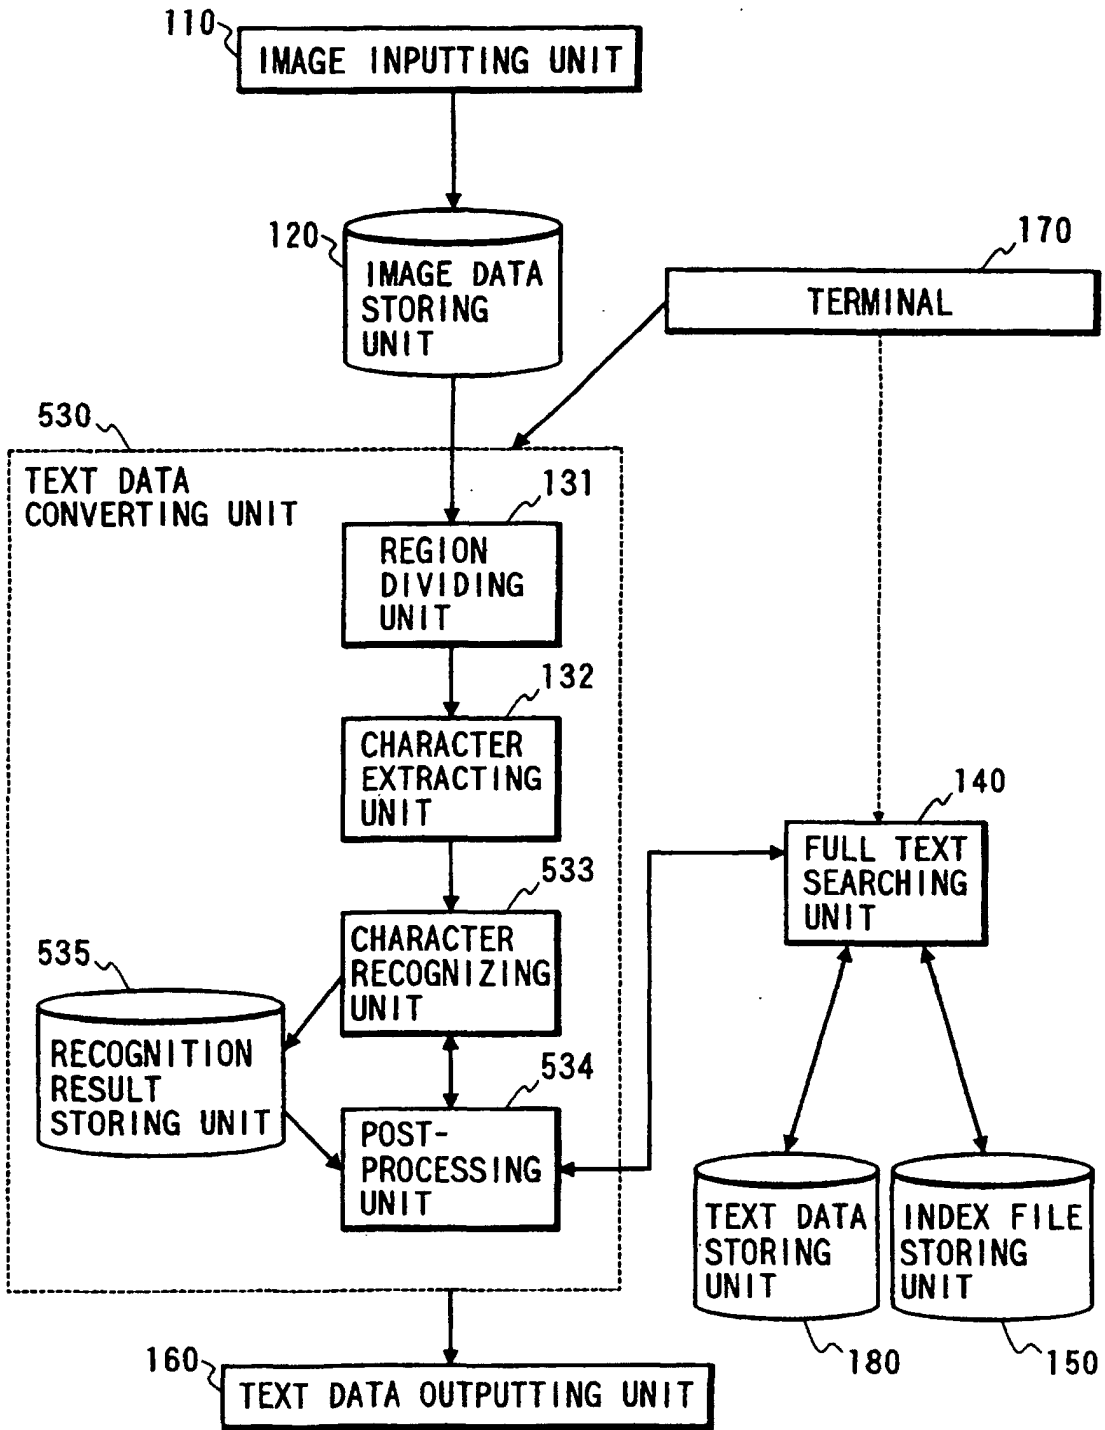 110
IMAGE INPUTTING UNIT
120
IMAGE DATA
STORING
UNIT
170
TERMINAL
530
TEXT DATA
CONVERTING UNIT
131
REGION
DIVIDING
UNIT
132
CHARACTER
EXTRACTING
UNIT
140
FULL TEXT
SEARCHING
UNIT
533
CHARACTER
RECOGNIZING
UNIT
535
RECOGNITION
RESULT
STORING UNIT
534
POST-
PROCESSING
UNIT
TEXT DATA
STORING
UNIT
180
INDEX FILE
STORING
UNIT
150
160
TEXT DATA OUTPUTTING UNIT